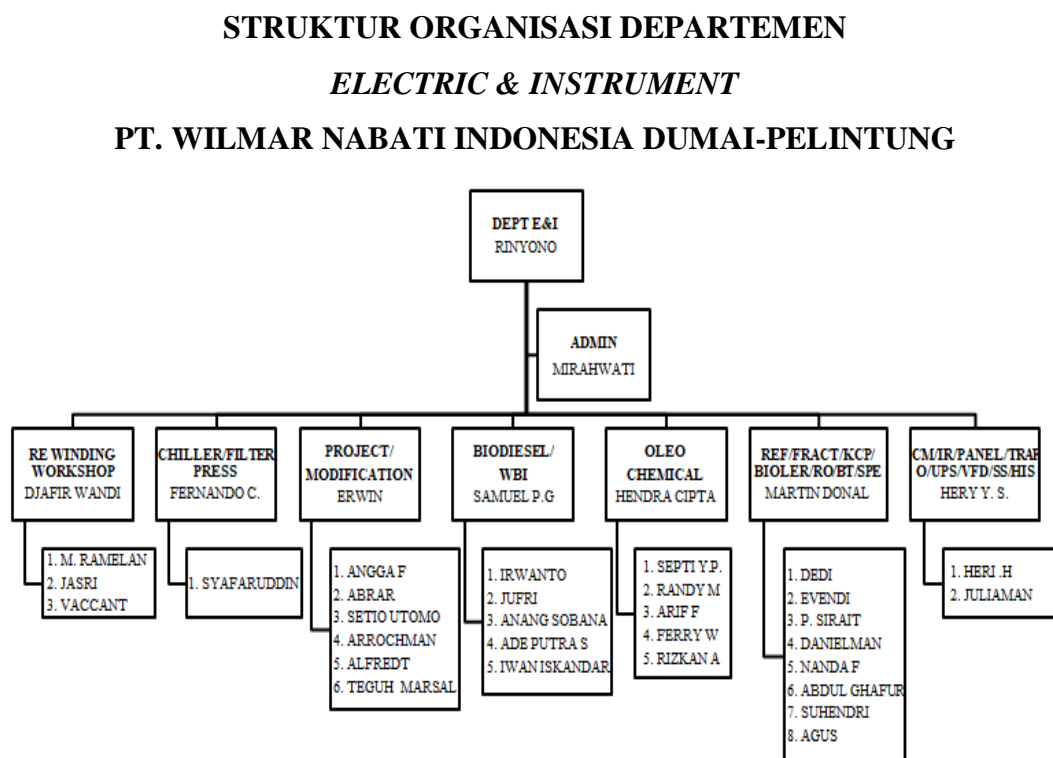 STRUKTUR ORGANISASI DEPARTEMEN
ELECTRIC & INSTRUMENT
PT. WILMAR NABATI INDONESIA DUMAI-PELINTUNG
DEPT E&I
RINYONO
ADMIN
MIRAHWATI
RE WINDING
WORKSHOP
DJAFIR WANDI
1. M. RAMELAN
2. JASRI
3. VACCANT
CHILLER/FILTER
PRESS
FERNANDO C.
1. SYAFARUDDIN
PROJECT/
MODIFICATION
ERWIN
1. ANGGA F
2. ABRAR
3. SETIO UTOMO
4. ARROCHMAN
5. ALFREDT
6. TEGUH MARSAL
BIODIESEL/
WBI
SAMUEL P.G
1. IRWANTO
2. JUFRI
3. ANANG SOBANA
4. ADE PUTRA S
5. IWAN ISKANDAR
OLEO
CHEMICAL
HENDRA CIPTA
1. SEPTI Y.P.
2. RANDY M
3. ARIF F
4. FERRY W
5. RIZKAN A
REF/FRACT/KCP/
BIOLER/RO/BT/SPE
MARTIN DONAL
1. DEDI
2. EVENDI
3. P. SIRAIT
4. DANIELMAN
5. NANDA F
6. ABDUL GHAFUR
7. SUHENDRI
8. AGUS
CM/IR/PANEL/TRAF
O/UPS/VFD/SS/HIS
HERY Y. S.
1. HERI .H
2. JULIAMAN